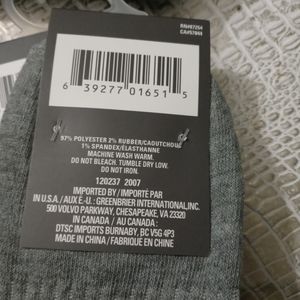 RN#87264
CA#57849
6 39277 01651 5
97% POLYESTER 2% RUBBER/CAOUTCHOUC
1% SPANDEX/ELASTHANNE
MACHINE WASH WARM.
DO NOT BLEACH. TUMBLE DRY LOW.
DO NOT IRON.
120237 2007
IMPORTED BY/ IMPORTÉ PAR
IN U.S.A./ AUX É.-U.: GREENBRIER INTERNATIONAL,INC.
500 VOLVO PARKWAY, CHESAPEAKE, VA 23320
IN CANADA / AU CANADA:
DTSC IMPORTS BURNABY, BC V5G 4P3
MADE IN CHINA/ FABRIQUÉ EN CHINE